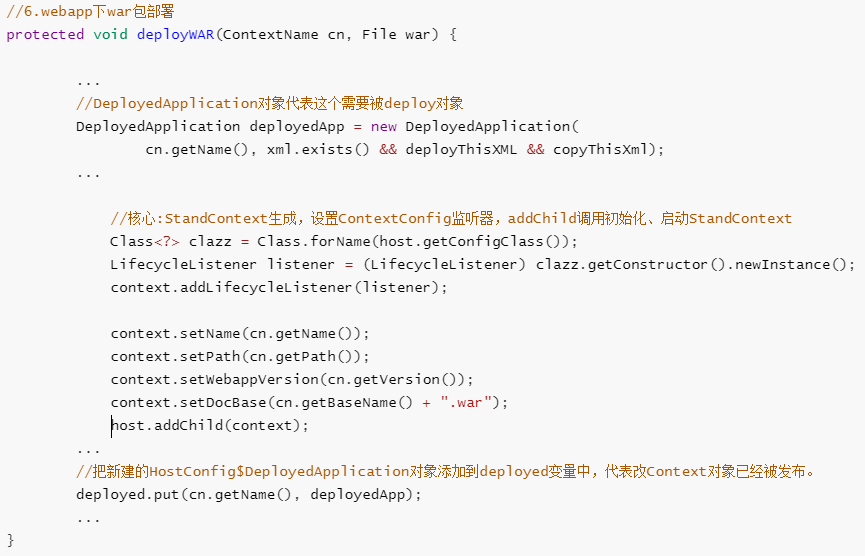 //6.webapp下war包部署
protected void deployWAR(ContextName cn, File war) {
...
//DeployedApplication对象代表这个需要被deploy对象
DeployedApplication deployedApp = new DeployedApplication(
cn.getName(), xml.exists() && deployThisXML && copyThisXml);
...
//核心:StandContext生成，设置ContextConfig监听器，addChild调用初始化、启动StandContext
Class<?> clazz = Class.forName(host.getConfigClass());
LifecycleListener listener = (LifecycleListener) clazz.getConstructor().newInstance();
context.addLifecycleListener(listener);
context.setName(cn.getName());
context.setPath(cn.getPath());
context.setWebappVersion(cn.getVersion());
context.setDocBase(cn.getBaseName() + ".war");
host.addChild(context);
...
//把新建的HostConfig$DeployedApplication对象添加到deployed变量中，代表改Context对象已经被发布。
deployed.put(cn.getName(), deployedApp);
...
}